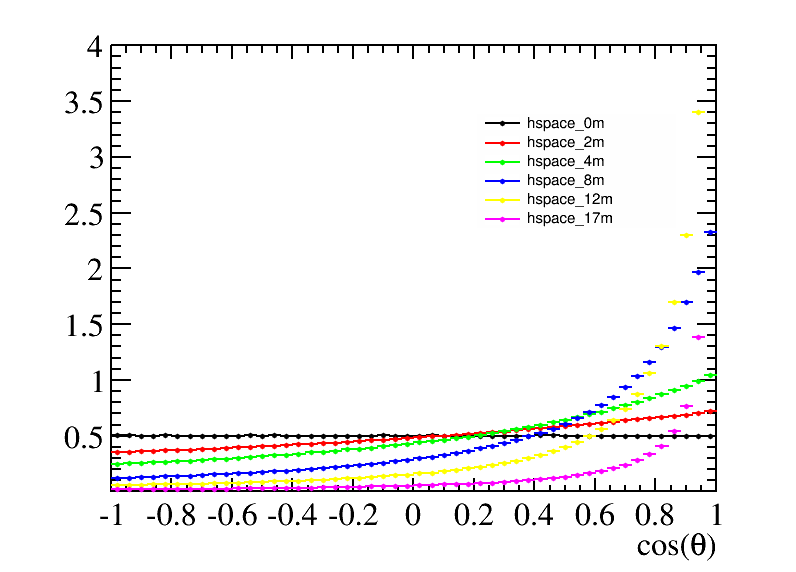 4
3.5
3
2.5
2
1.5
1
0.5
hspace_0m
hspace_2m
hspace_4m
hspace_8m
hspace_12m
hspace_17m
-1 -0.8 -0.6 -0.4 -0.2 0 0.2 0.4 0.6 0.8 1
cos(θ)